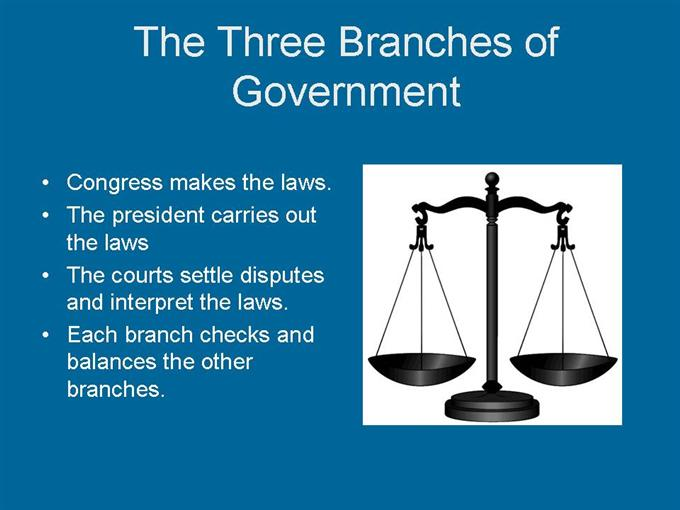 The Three Branches of
Government
• Congress makes the laws.
• The president carries out
the laws
• The courts settle disputes
and interpret the laws.
• Each branch checks and
balances the other
branches.